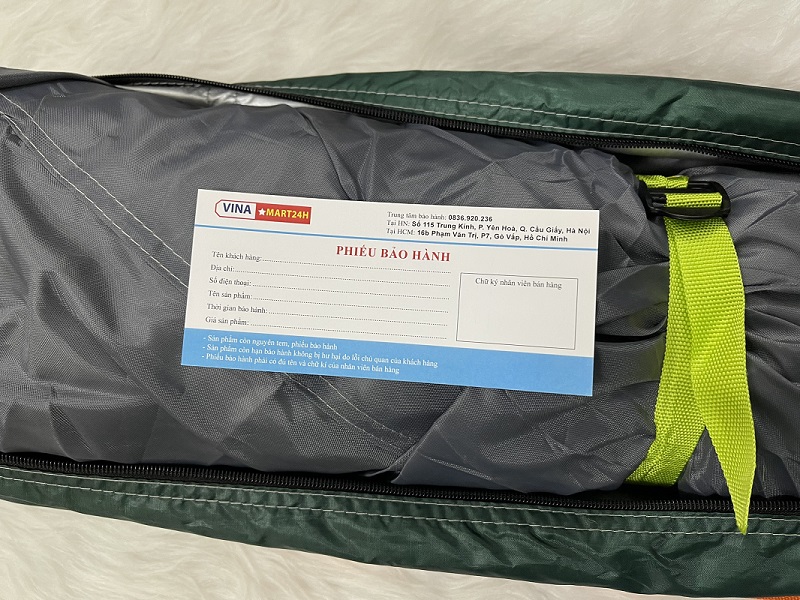 VINA MART24H
Trung tâm bảo hành: 0836.920.236
Tại HN: Số 115 Trung Kính, P. Yên Hoà, Q. Cầu Giấy, Hà Nội
Tại HCM: 16b Phạm Văn Trị, P7, Gò Vấp, Hồ Chí Minh
PHIẾU BẢO HÀNH
Tên khách hàng:
Địa chỉ:
Số điện thoại:
Tên sản phẩm:
Thời gian bảo hành:
Giá sản phẩm:
Chữ ký nhân viên bán hàng
- Sản phẩm còn nguyên tem, phiếu bảo hành
- Sản phẩm còn hạn bảo hành không bị hư hại do lỗi chủ quan của khách hàng
- Phiếu bảo hành phải có đủ tên và chữ kí của nhân viên bán hàng